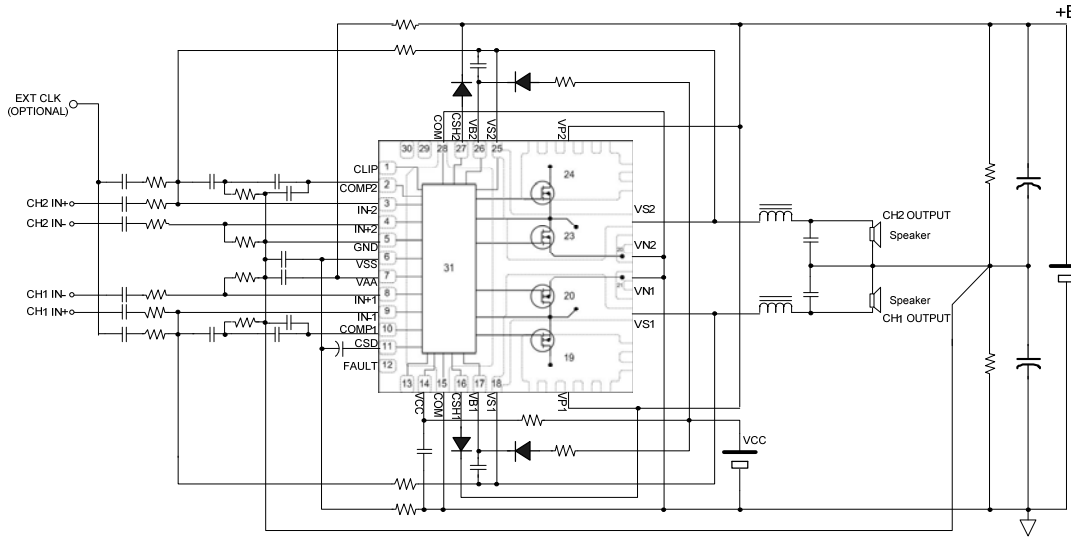 +B
EXT CLK
(OPTIONAL)
COM
CSH2
VB2
VS2
VP2
30
29
28
27
26
25
CLIP
1
24
COMP2
2
CH2 IN+
IN-2
3
VS2
CH2 OUTPUT
CH2 IN-
IN+2
4
23
Speaker
GND
5
VN2
VSS
6
31
VAA
7
VN1
CH1 IN-
IN+1
8
20
Speaker
CH1 IN+
IN-1
9
VS1
CH1 OUTPUT
COMP1
10
CSD
11
19
FAULT
12
13
14
15
16
17
18
VCC
COM
CSH1
VB1
VS1
VP1
VCC